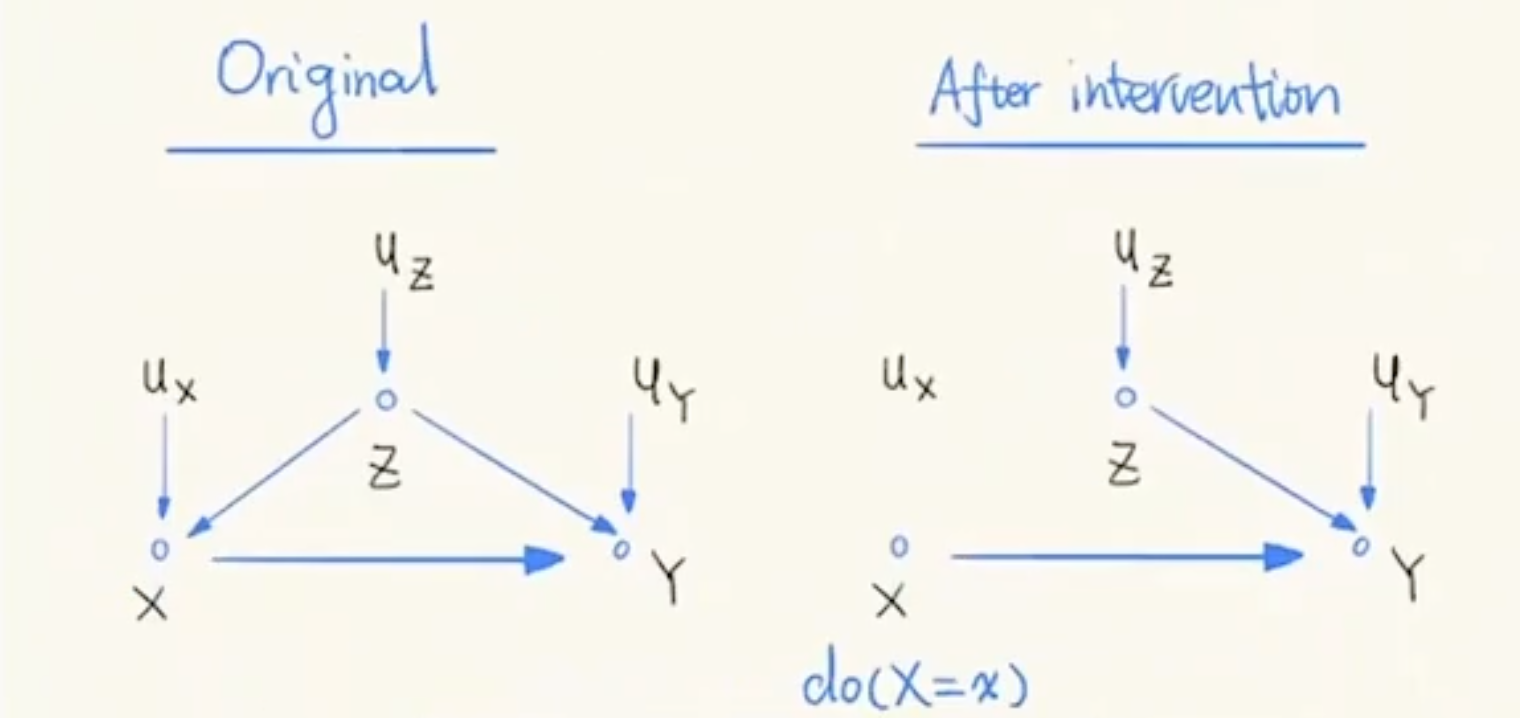 Original
After intervention
u_Z
u_Z
u_X
u_Y
u_X
u_Y
Z
Z
X
Y
X
Y
do(X=x)